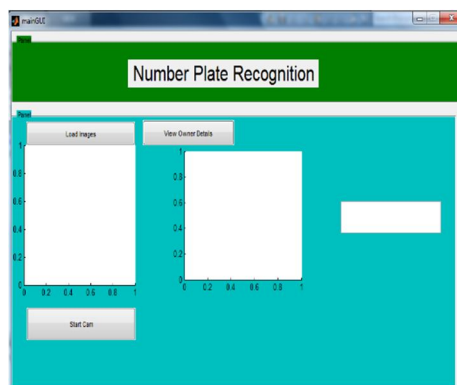 mainGUI
Panel
Number Plate Recognition
Panel
Load Images
View Owner Details
1
0.8
0.6
0.4
0.2
0
0 0.2 0.4 0.6 0.8 1
1
0.8
0.6
0.4
0.2
0
0 0.2 0.4 0.6 0.8 1
Start Cam